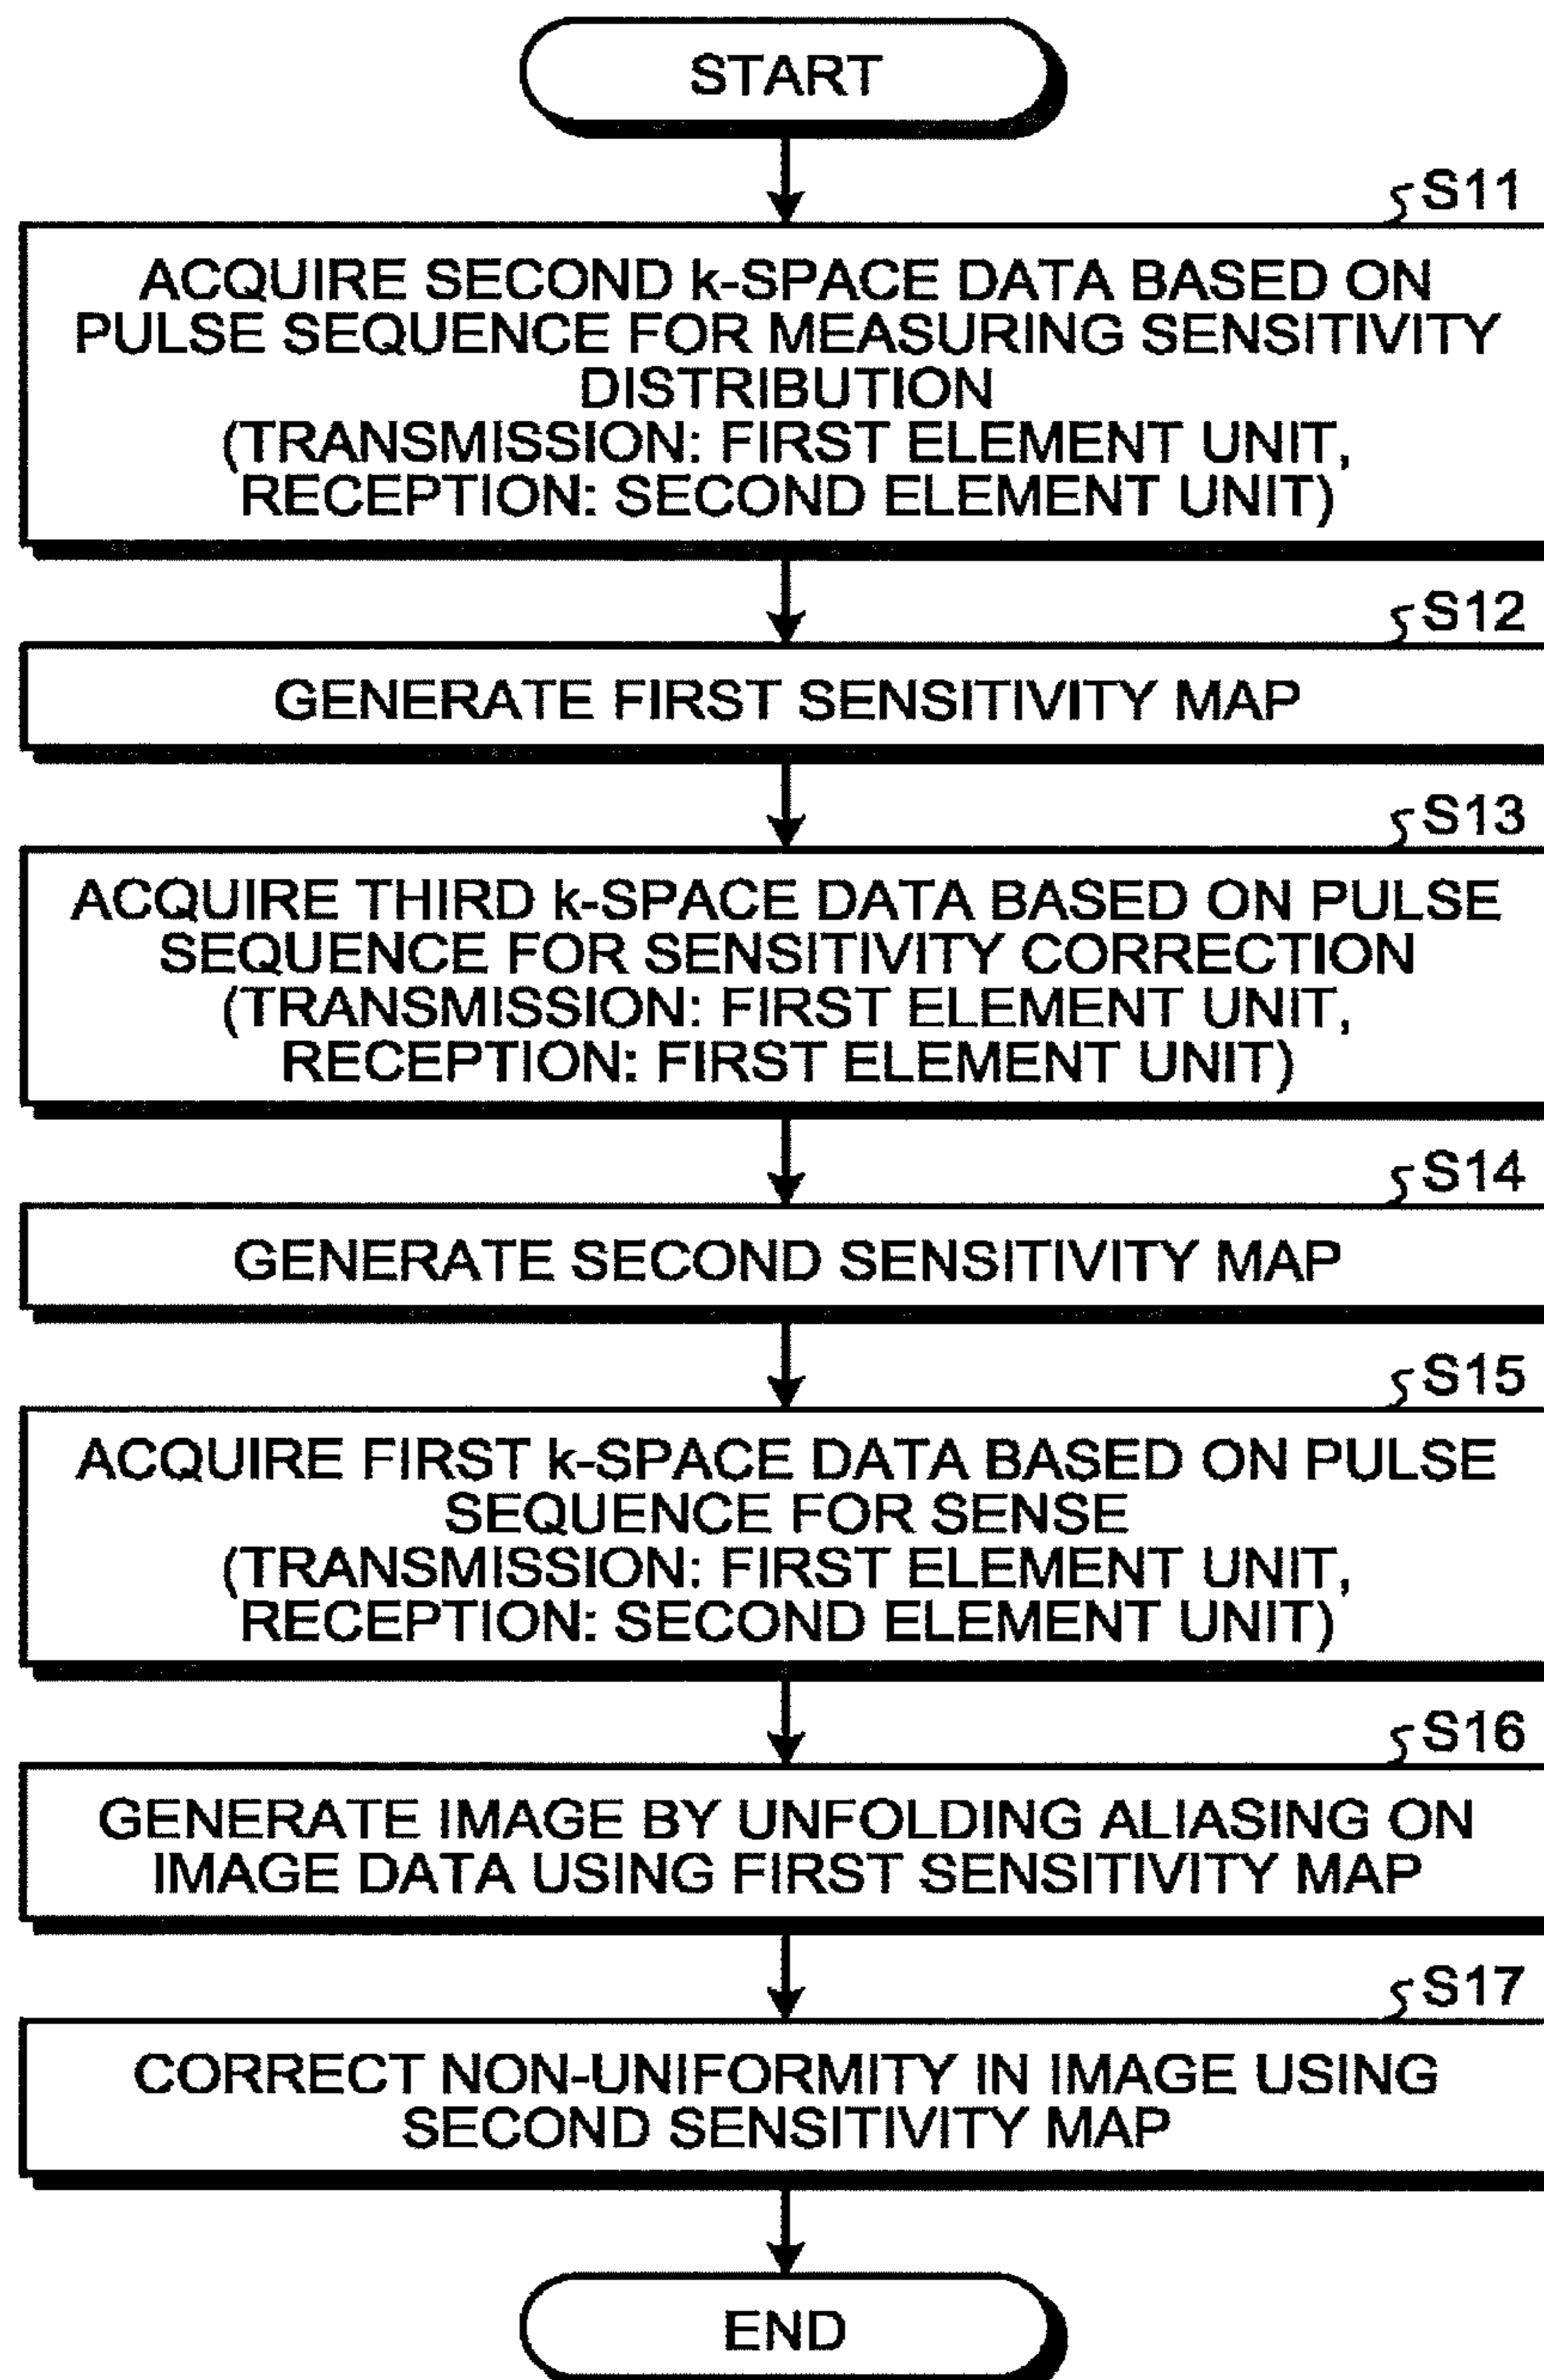 START
S11
ACQUIRE SECOND k-SPACE DATA BASED ON
PULSE SEQUENCE FOR MEASURING SENSITIVITY
DISTRIBUTION
(TRANSMISSION: FIRST ELEMENT UNIT,
RECEPTION: SECOND ELEMENT UNIT)
S12
GENERATE FIRST SENSITIVITY MAP
S13
ACQUIRE THIRD k-SPACE DATA BASED ON PULSE
SEQUENCE FOR SENSITIVITY CORRECTION
(TRANSMISSION: FIRST ELEMENT UNIT,
RECEPTION: FIRST ELEMENT UNIT)
S14
GENERATE SECOND SENSITIVITY MAP
S15
ACQUIRE FIRST k-SPACE DATA BASED ON PULSE
SEQUENCE FOR SENSE
(TRANSMISSION: FIRST ELEMENT UNIT,
RECEPTION: SECOND ELEMENT UNIT)
S16
GENERATE IMAGE BY UNFOLDING ALIASING ON
IMAGE DATA USING FIRST SENSITIVITY MAP
S17
CORRECT NON-UNIFORMITY IN IMAGE USING
SECOND SENSITIVITY MAP
END